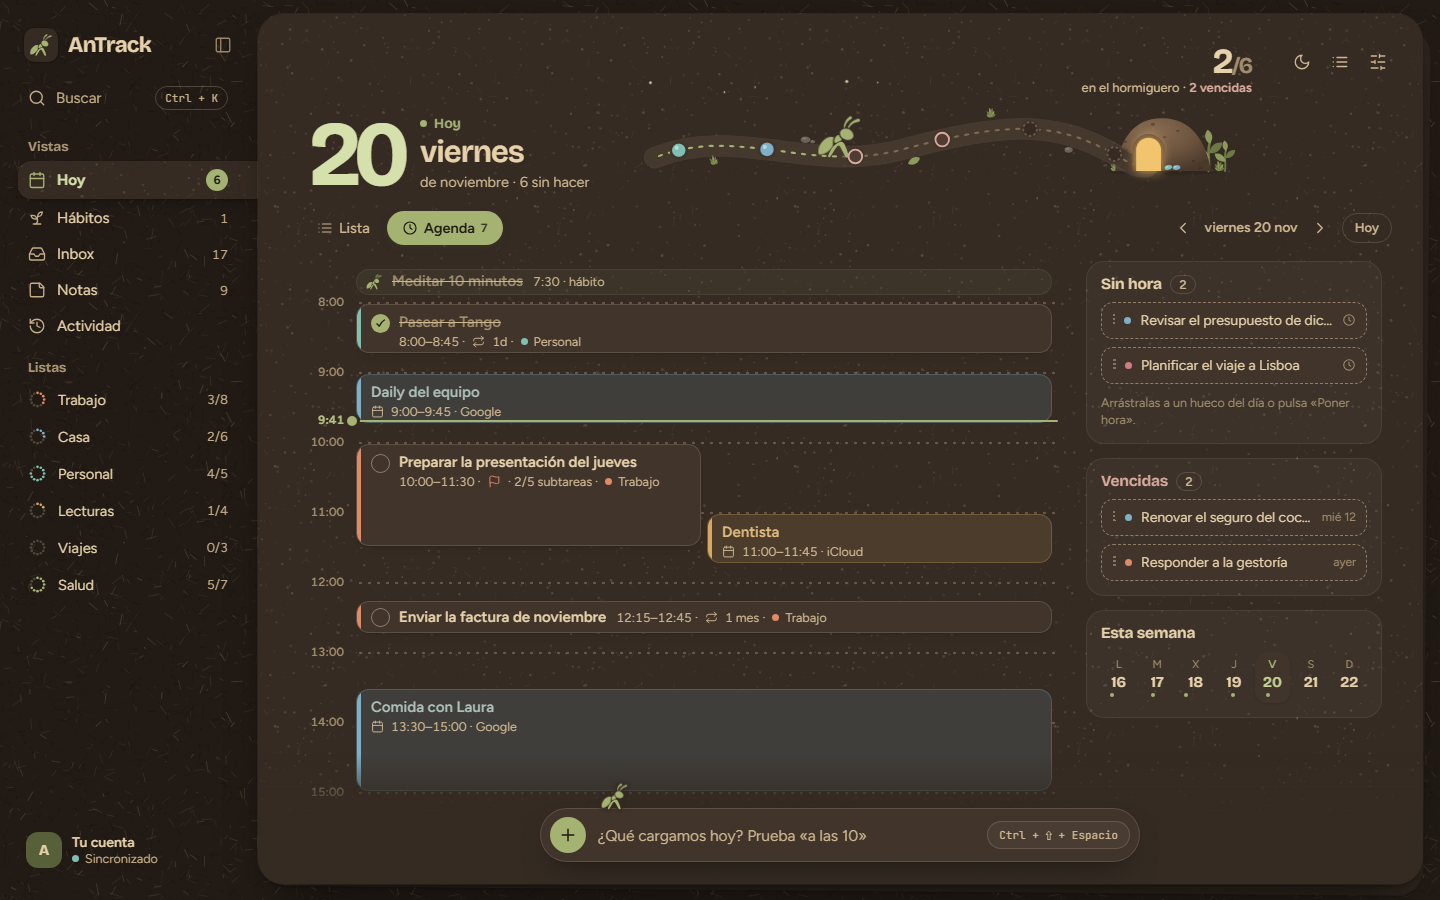 AnTrack
Buscar
Ctrl + K
Vistas
Hoy 6
Hábitos 1
Inbox 17
Notas 9
Actividad
Listas
Trabajo 3/8
Casa 2/6
Personal 4/5
Lecturas 1/4
Viajes 0/3
Salud 5/7
A
Tu cuenta
Sincronizado
20
Hoy
viernes
de noviembre · 6 sin hacer
2/6
en el hormiguero · 2 vencidas
Lista
Agenda 7
viernes 20 nov
Hoy
Meditar 10 minutos 7:30 · hábito
8:00
Pasear a Tango
8:00–8:45 · 1d · Personal
9:00
Daily del equipo
9:00–9:45 · Google
9:41
10:00
Preparar la presentación del jueves
10:00–11:30 · · 2/5 subtareas · Trabajo
11:00
Dentista
11:00–11:45 · iCloud
12:00
Enviar la factura de noviembre 12:15–12:45 · 1 mes · Trabajo
13:00
Comida con Laura
13:30–15:00 · Google
14:00
15:00
Sin hora 2
Revisar el presupuesto de dic...
Planificar el viaje a Lisboa
Arrástralas a un hueco del día o pulsa «Poner
hora».
Vencidas 2
Renovar el seguro del coc... mié 12
Responder a la gestoría ayer
Esta semana
L M X J V S D
16 17 18 19 20 21 22
¿Qué cargamos hoy? Prueba «a las 10»
Ctrl + ⇧ + Espacio